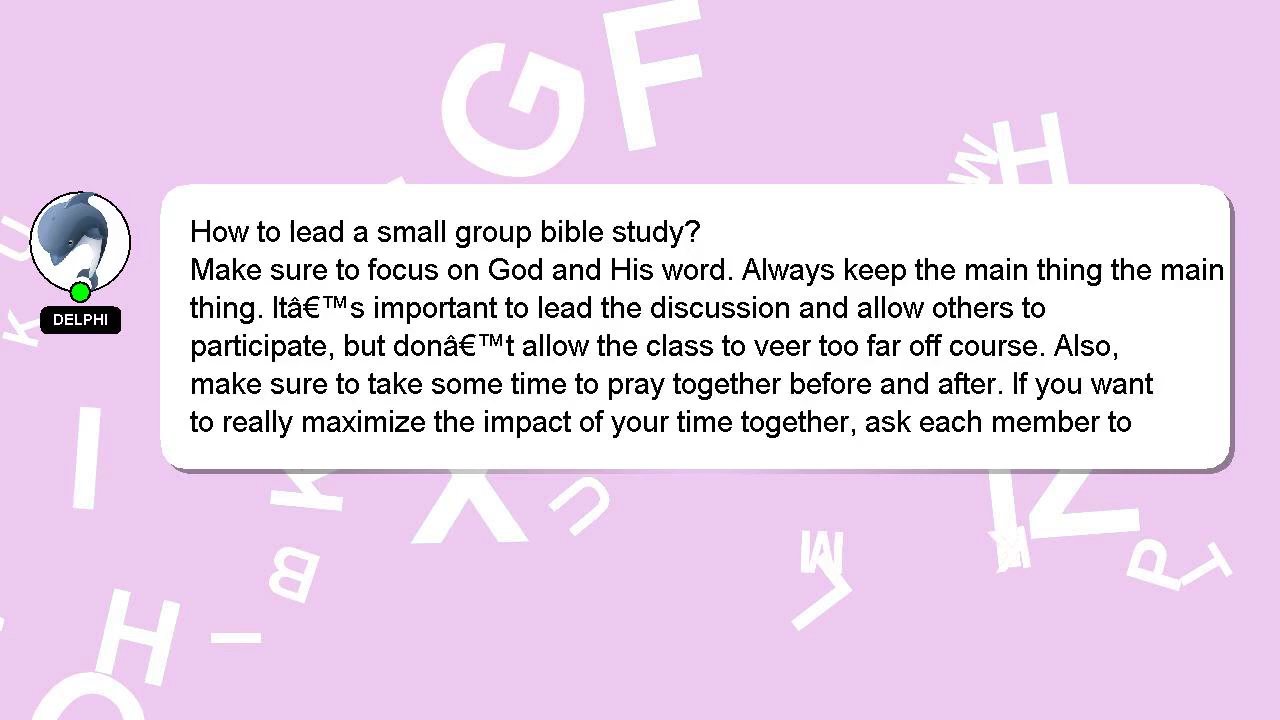 How to lead a small group bible study?
Make sure to focus on God and His word. Always keep the main thing the main
thing. Itâ€™s important to lead the discussion and allow others to
participate, but donâ€™t allow the class to veer too far off course. Also,
make sure to take some time to pray together before and after. If you want
to really maximize the impact of your time together, ask each member to
DELPHI
G F
W H
U
K
I
K X U
B
M
L
N
K
P T
H I
O